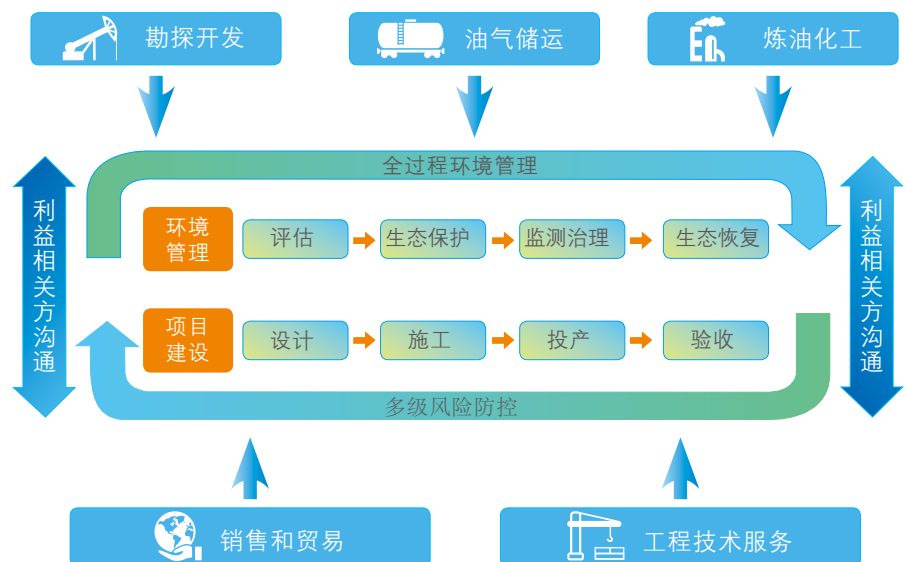 勘探开发
油气储运
炼油化工
全过程环境管理
利益相关方沟通
环境
管理
评估
生态保护
监测治理
生态恢复
利益相关方沟通
项目
建设
设计
施工
投产
验收
多级风险防控
销售和贸易
工程技术服务